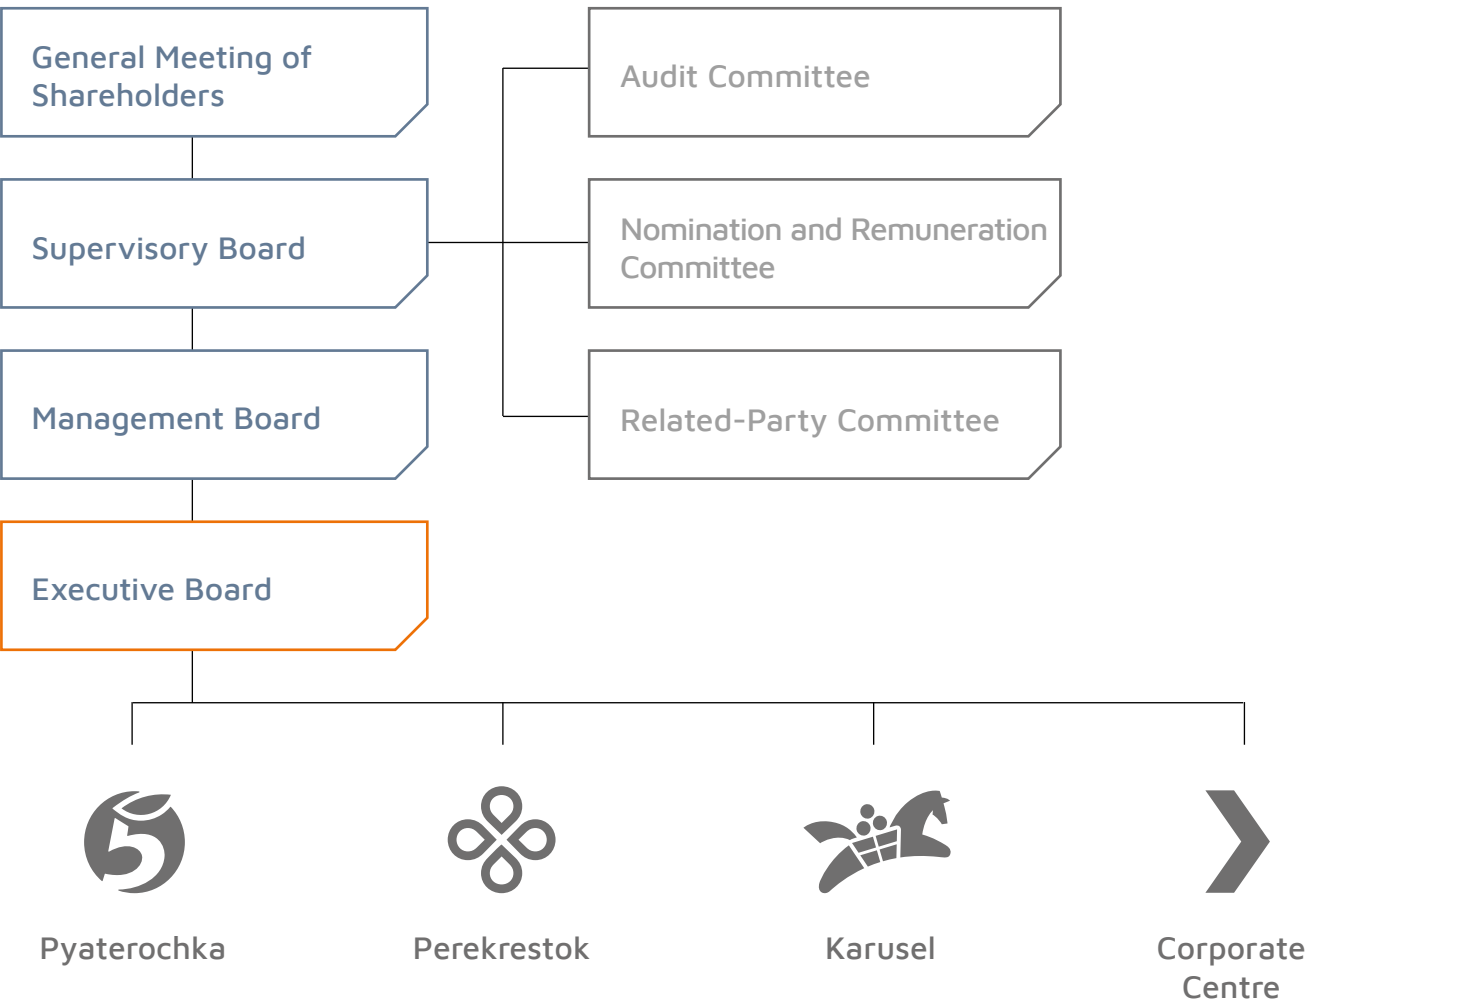 General Meeting of
Shareholders
Audit Committee
Supervisory Board
Nomination and Remuneration
Committee
Management Board
Related-Party Committee
Executive Board
5
Pyaterochka
Perekrestok
Karusel
Corporate
Centre